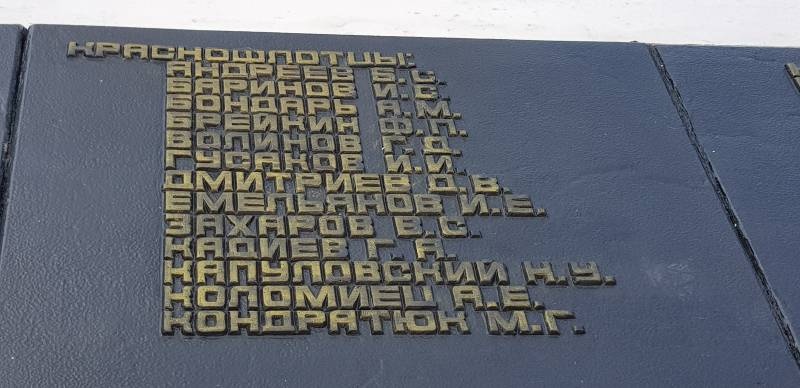 КРАСНОФЛОТЦЫ:
АНДРЕЕВ Б.С.
БАРИНОВ И.С.
БОНДАРЬ А.М.
БРЕЙКИН Ф.П.
ВОЛИНОВ Г.Д.
ГУСАКОВ И.И.
ДМИТРИЕВ Д.В.
ЕМЕЛЬЯНОВ И.Е.
ЗАХАРОВ В.С.
КАДИЕВ Г.А.
КАПУЛОВСКИЙ Н.У.
КОЛОМИЕЦ А.Е.
КОНДРАТЮК М.Г.